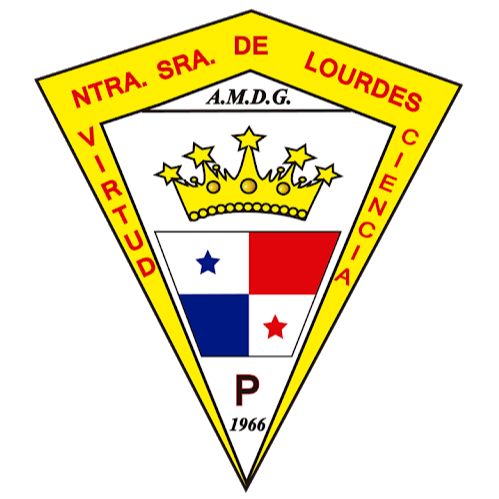 NTRA. SRA. DE LOURDES
A.M.D.G.
VIRTUD
CIENCIA
P
1966